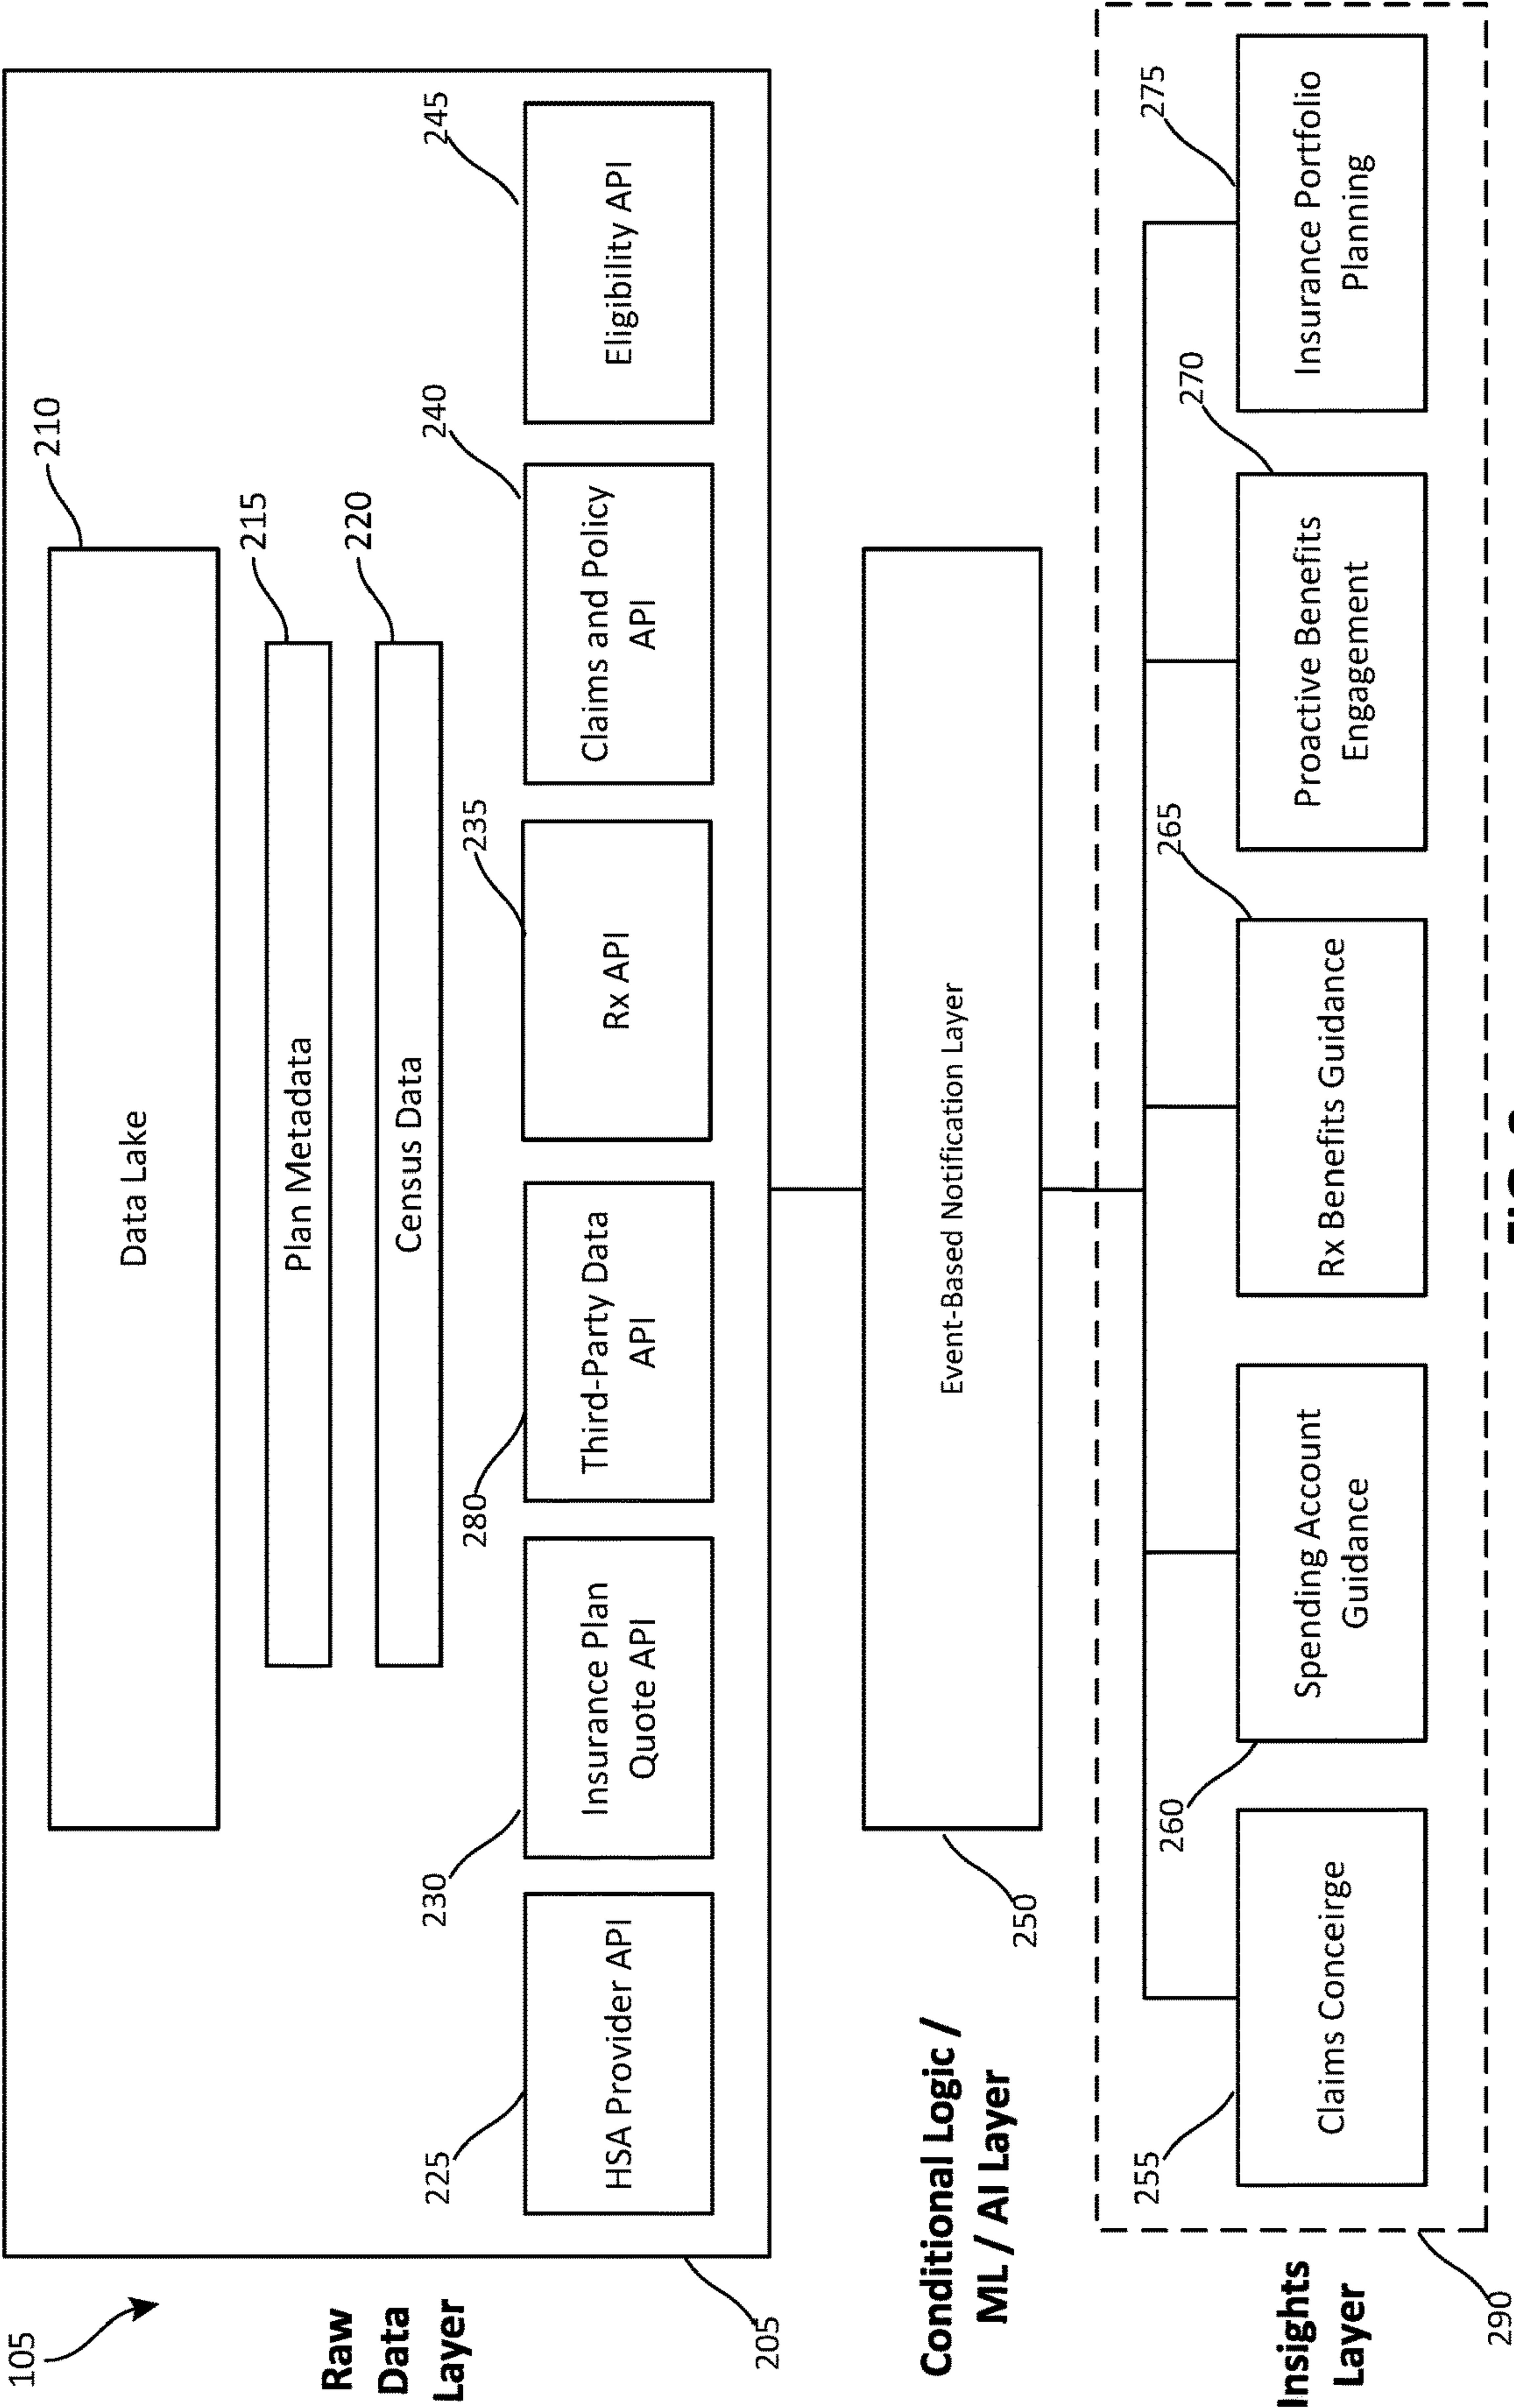 105
Raw
Data
Layer
205
Data Lake
210
Plan Metadata
215
Census Data
220
225
HSA Provider API
230
Insurance Plan
Quote API
280
Third-Party Data
API
235
Rx API
240
Claims and Policy
API
245
Eligibility API
Conditional Logic /
ML / AI Layer
250
Event-Based Notification Layer
Insights
Layer
290
255
Claims Conceirge
260
Spending Account
Guidance
265
Rx Benefits Guidance
270
Proactive Benefits
Engagement
275
Insurance Portfolio
Planning